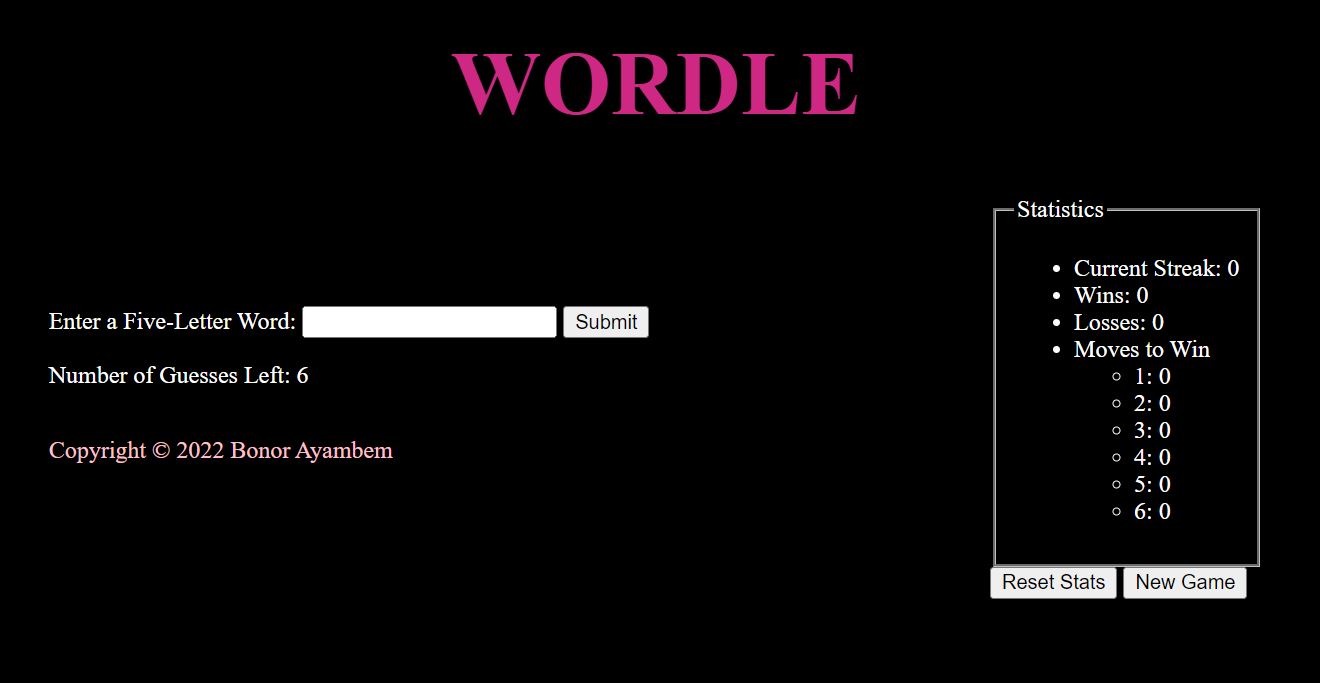 WORDLE
Enter a Five-Letter Word: Submit
Number of Guesses Left: 6
Copyright © 2022 Bonor Ayambem
Statistics
Current Streak: 0
Wins: 0
Losses: 0
Moves to Win
1: 0
2: 0
3: 0
4: 0
5: 0
6: 0
Reset Stats New Game